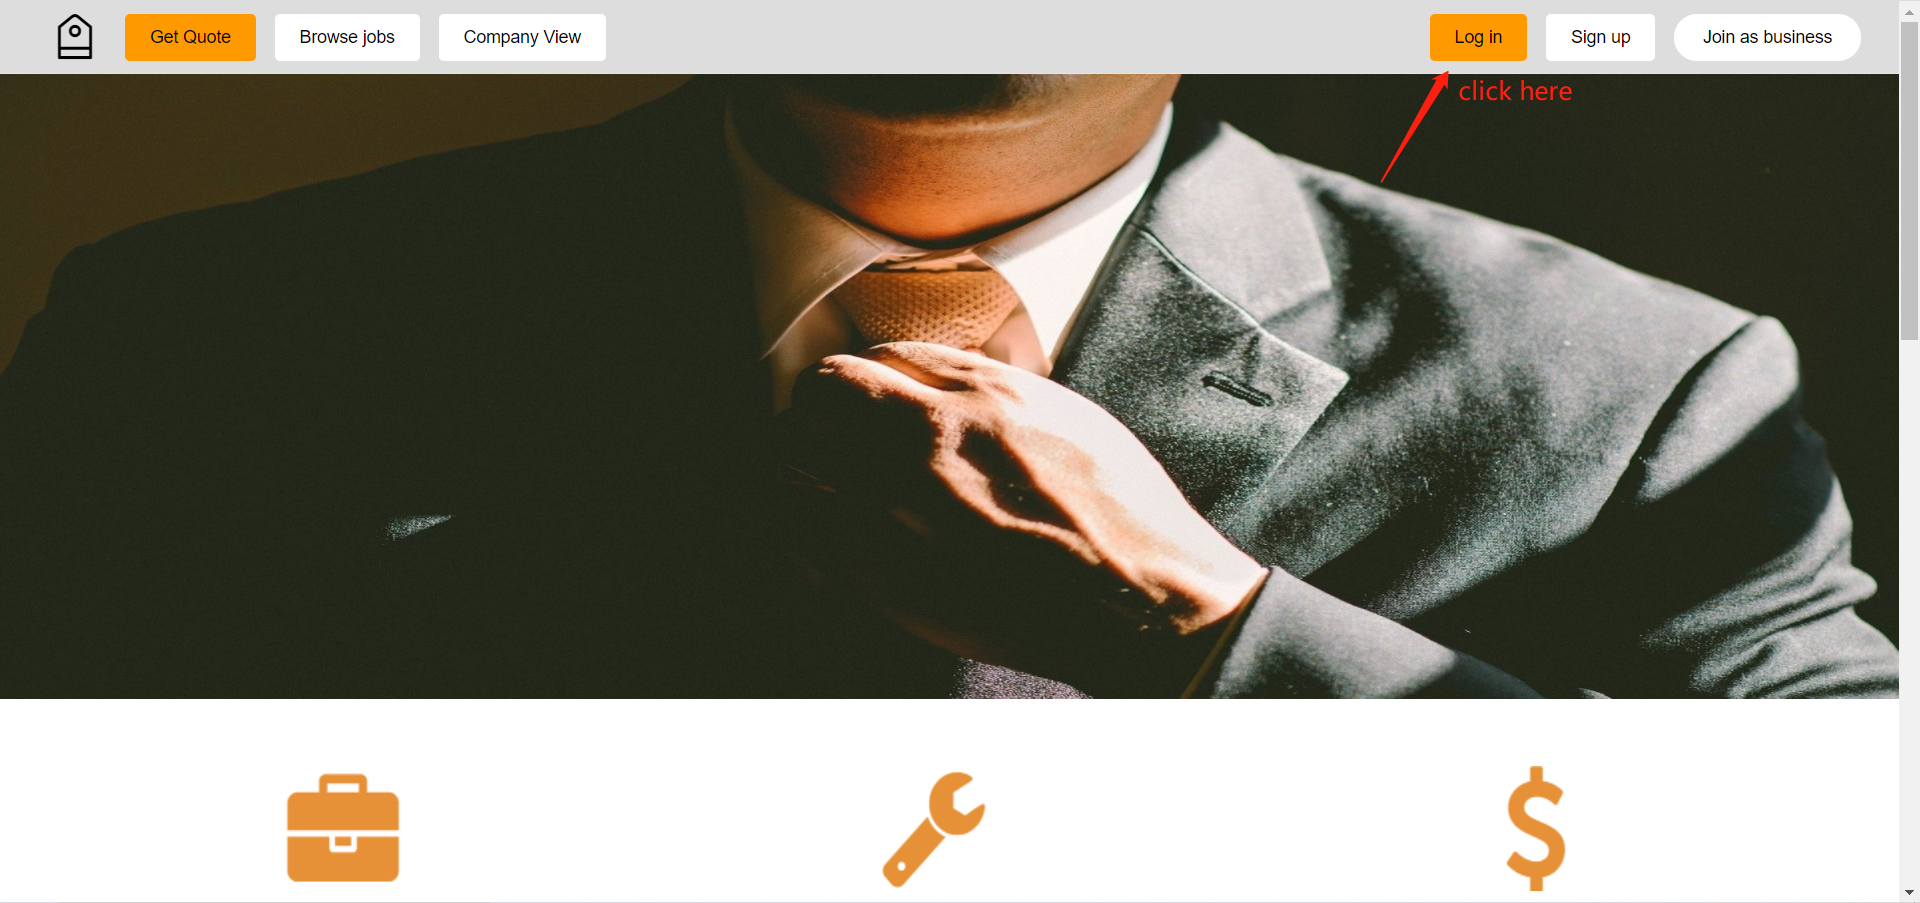 Get Quote
Browse jobs
Company View
Log in
Sign up
Join as business
click here